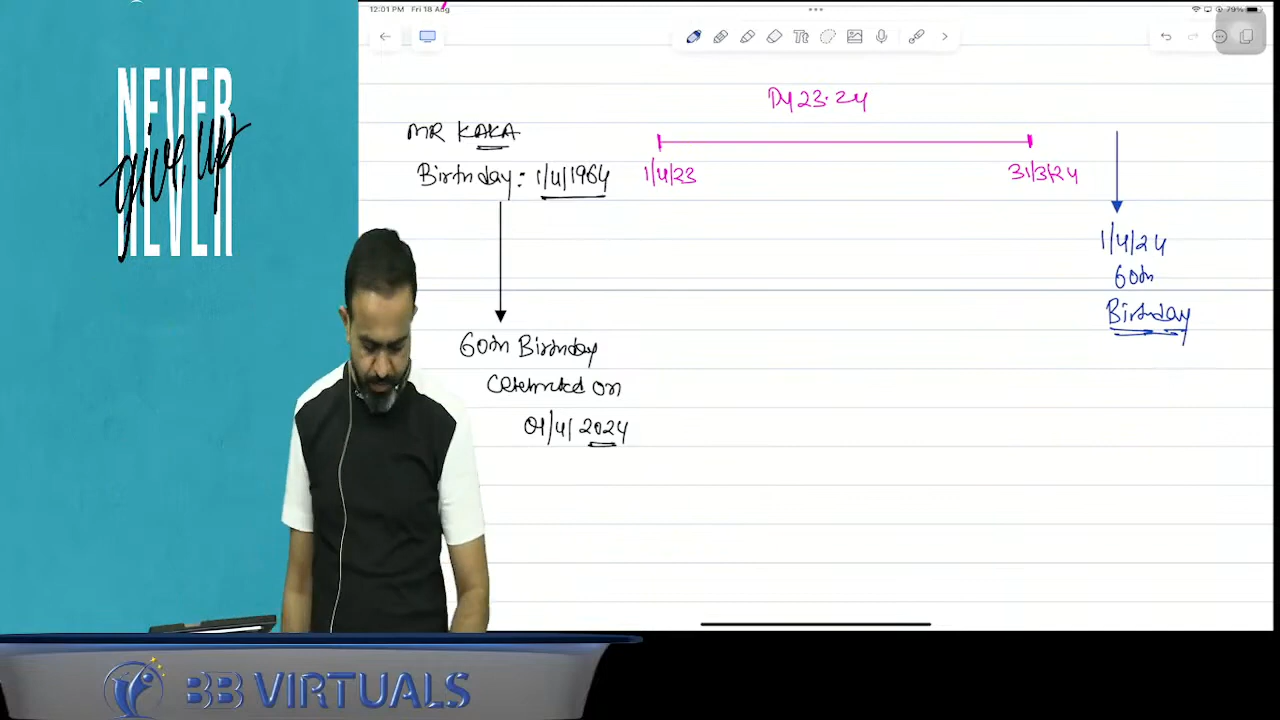 12:01 PM Fri 18 Aug
79%
NEVER
give up
NEVER
PY 23-24
MR KAKA
Birthday: 1/4/1964
1/4/23
31/3/24
1/4/24
60th
Birthday
60th Birthday
Celebrated on
01/4/2024
BB VIRTUALS